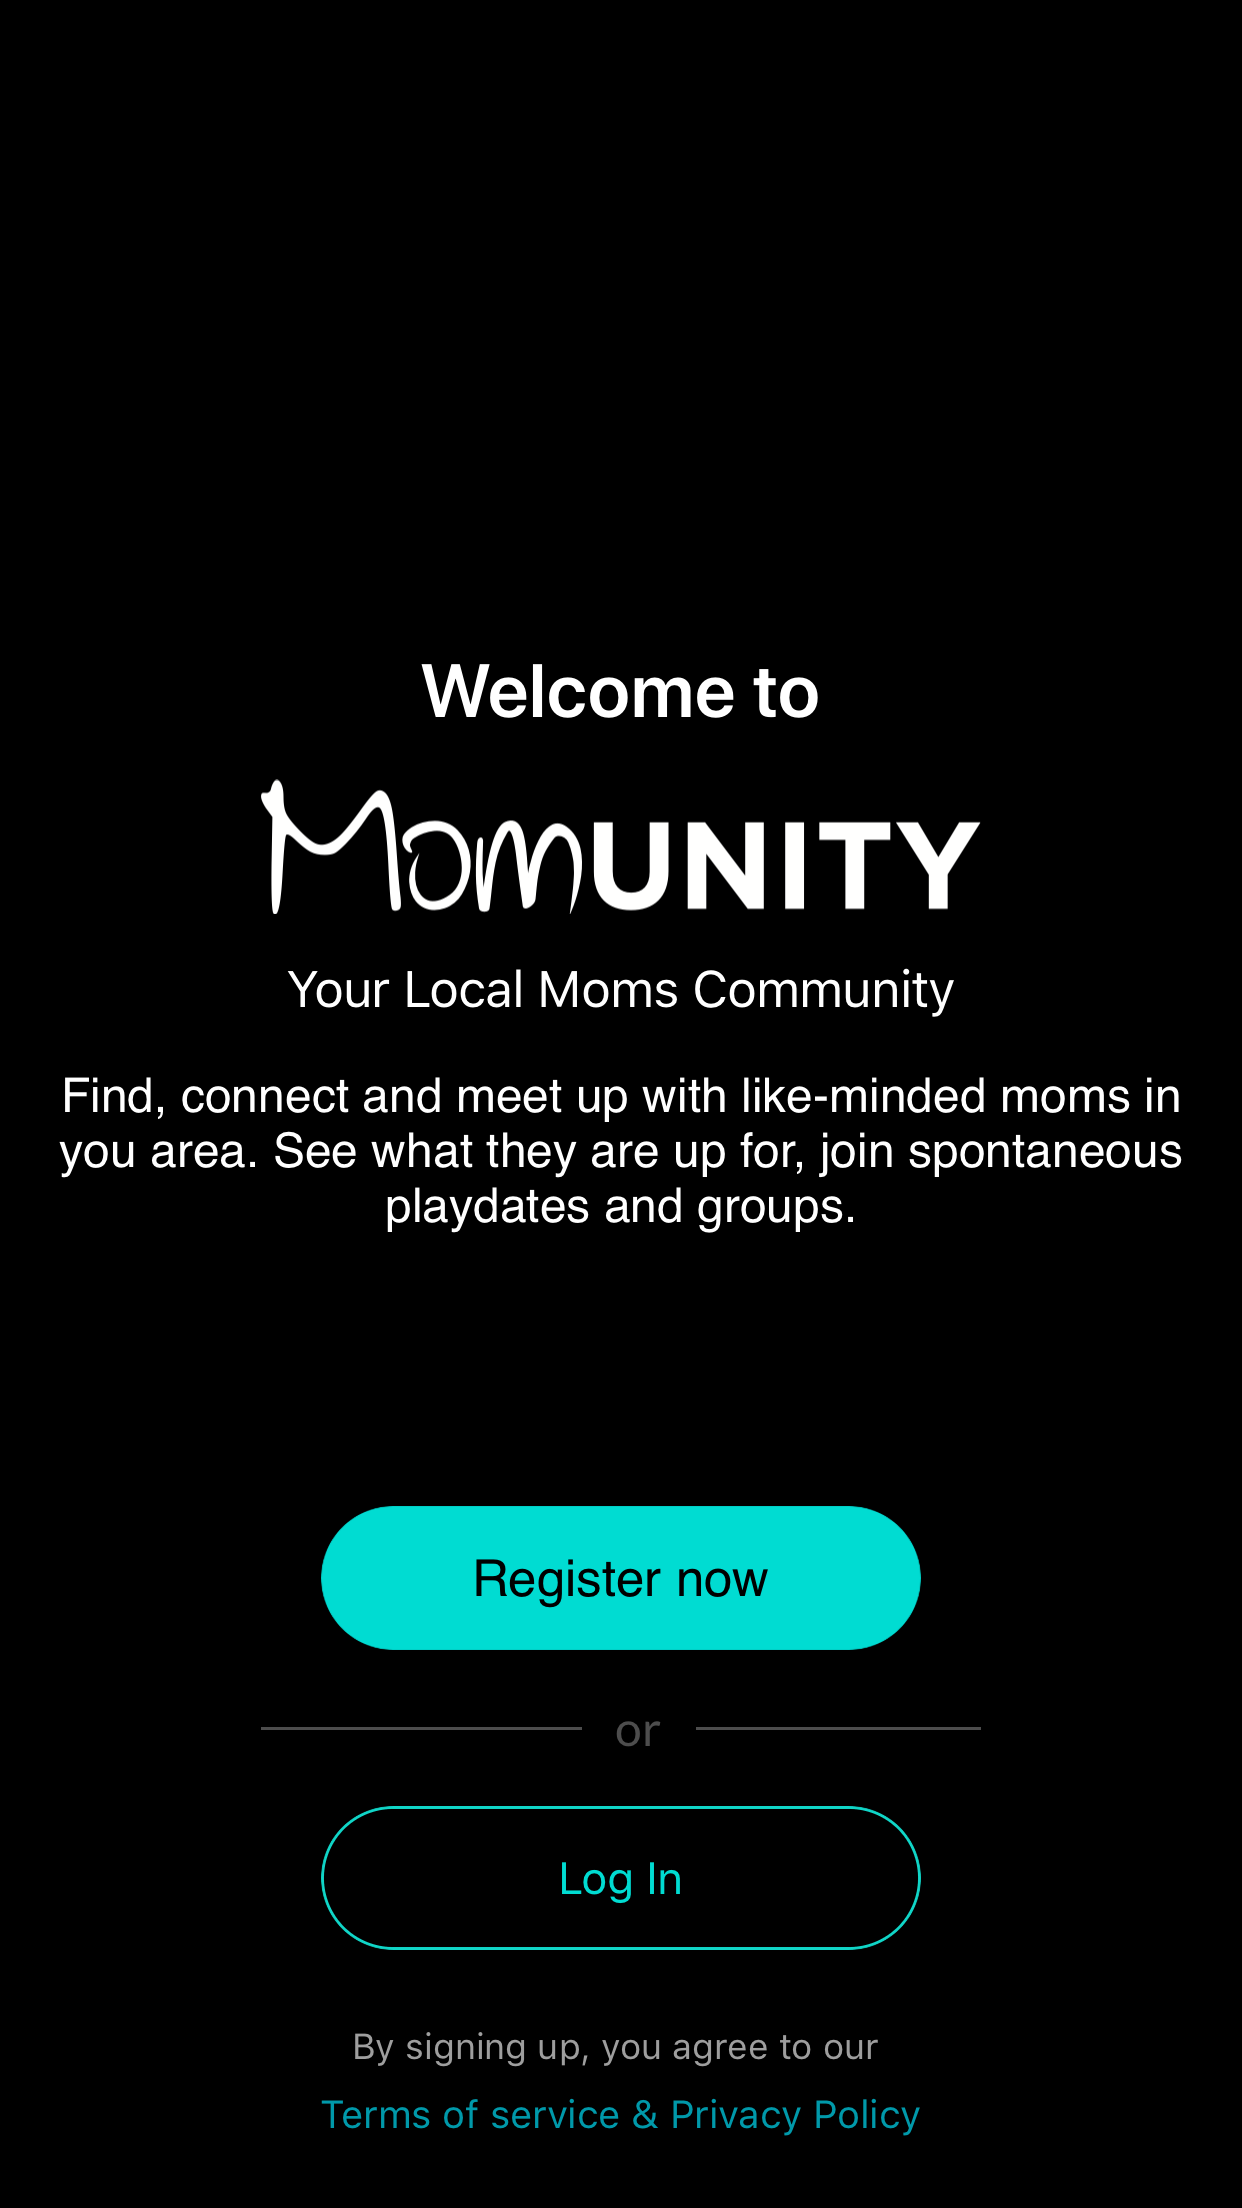 Welcome to
MomUNITY
Your Local Moms Community
Find, connect and meet up with like-minded moms in
you area. See what they are up for, join spontaneous
playdates and groups.
Register now
or
Log In
By signing up, you agree to our
Terms of service & Privacy Policy